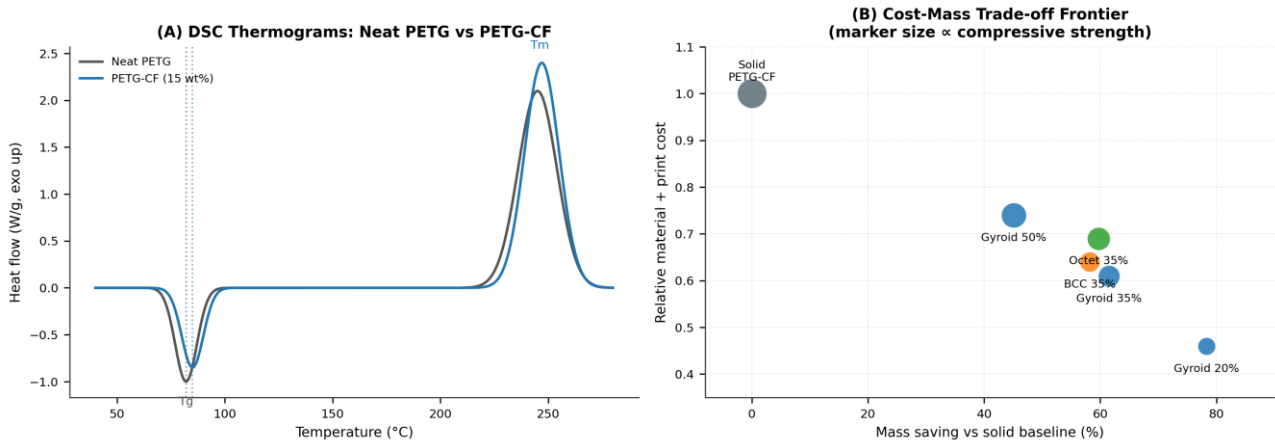 (A) DSC Thermograms: Neat PETG vs PETG-CF
Tm
Neat PETG
PETG-CF (15 wt%)
2.5
2.0
1.5
1.0
0.5
0.0
−0.5
−1.0
Heat flow (W/g, exo up)
Tg
50
100
150
200
250
Temperature (°C)
(B) Cost-Mass Trade-off Frontier
(marker size ∝ compressive strength)
1.1
1.0
0.9
0.8
0.7
0.6
0.5
0.4
Relative material + print cost
Solid
PETG-CF
Gyroid 50%
Octet 35%
BCC 35%
Gyroid 35%
Gyroid 20%
0
20
40
60
80
Mass saving vs solid baseline (%)